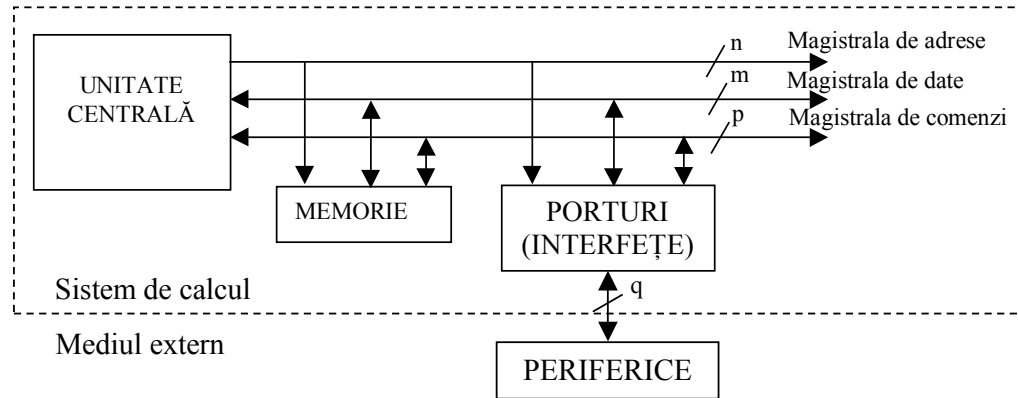 n
Magistrala de adrese
UNITATE
CENTRALĂ
m
Magistrala de date
p
Magistrala de comenzi
MEMORIE
PORTURI
(INTERFEȚE)
Sistem de calcul
q
Mediul extern
PERIFERICE